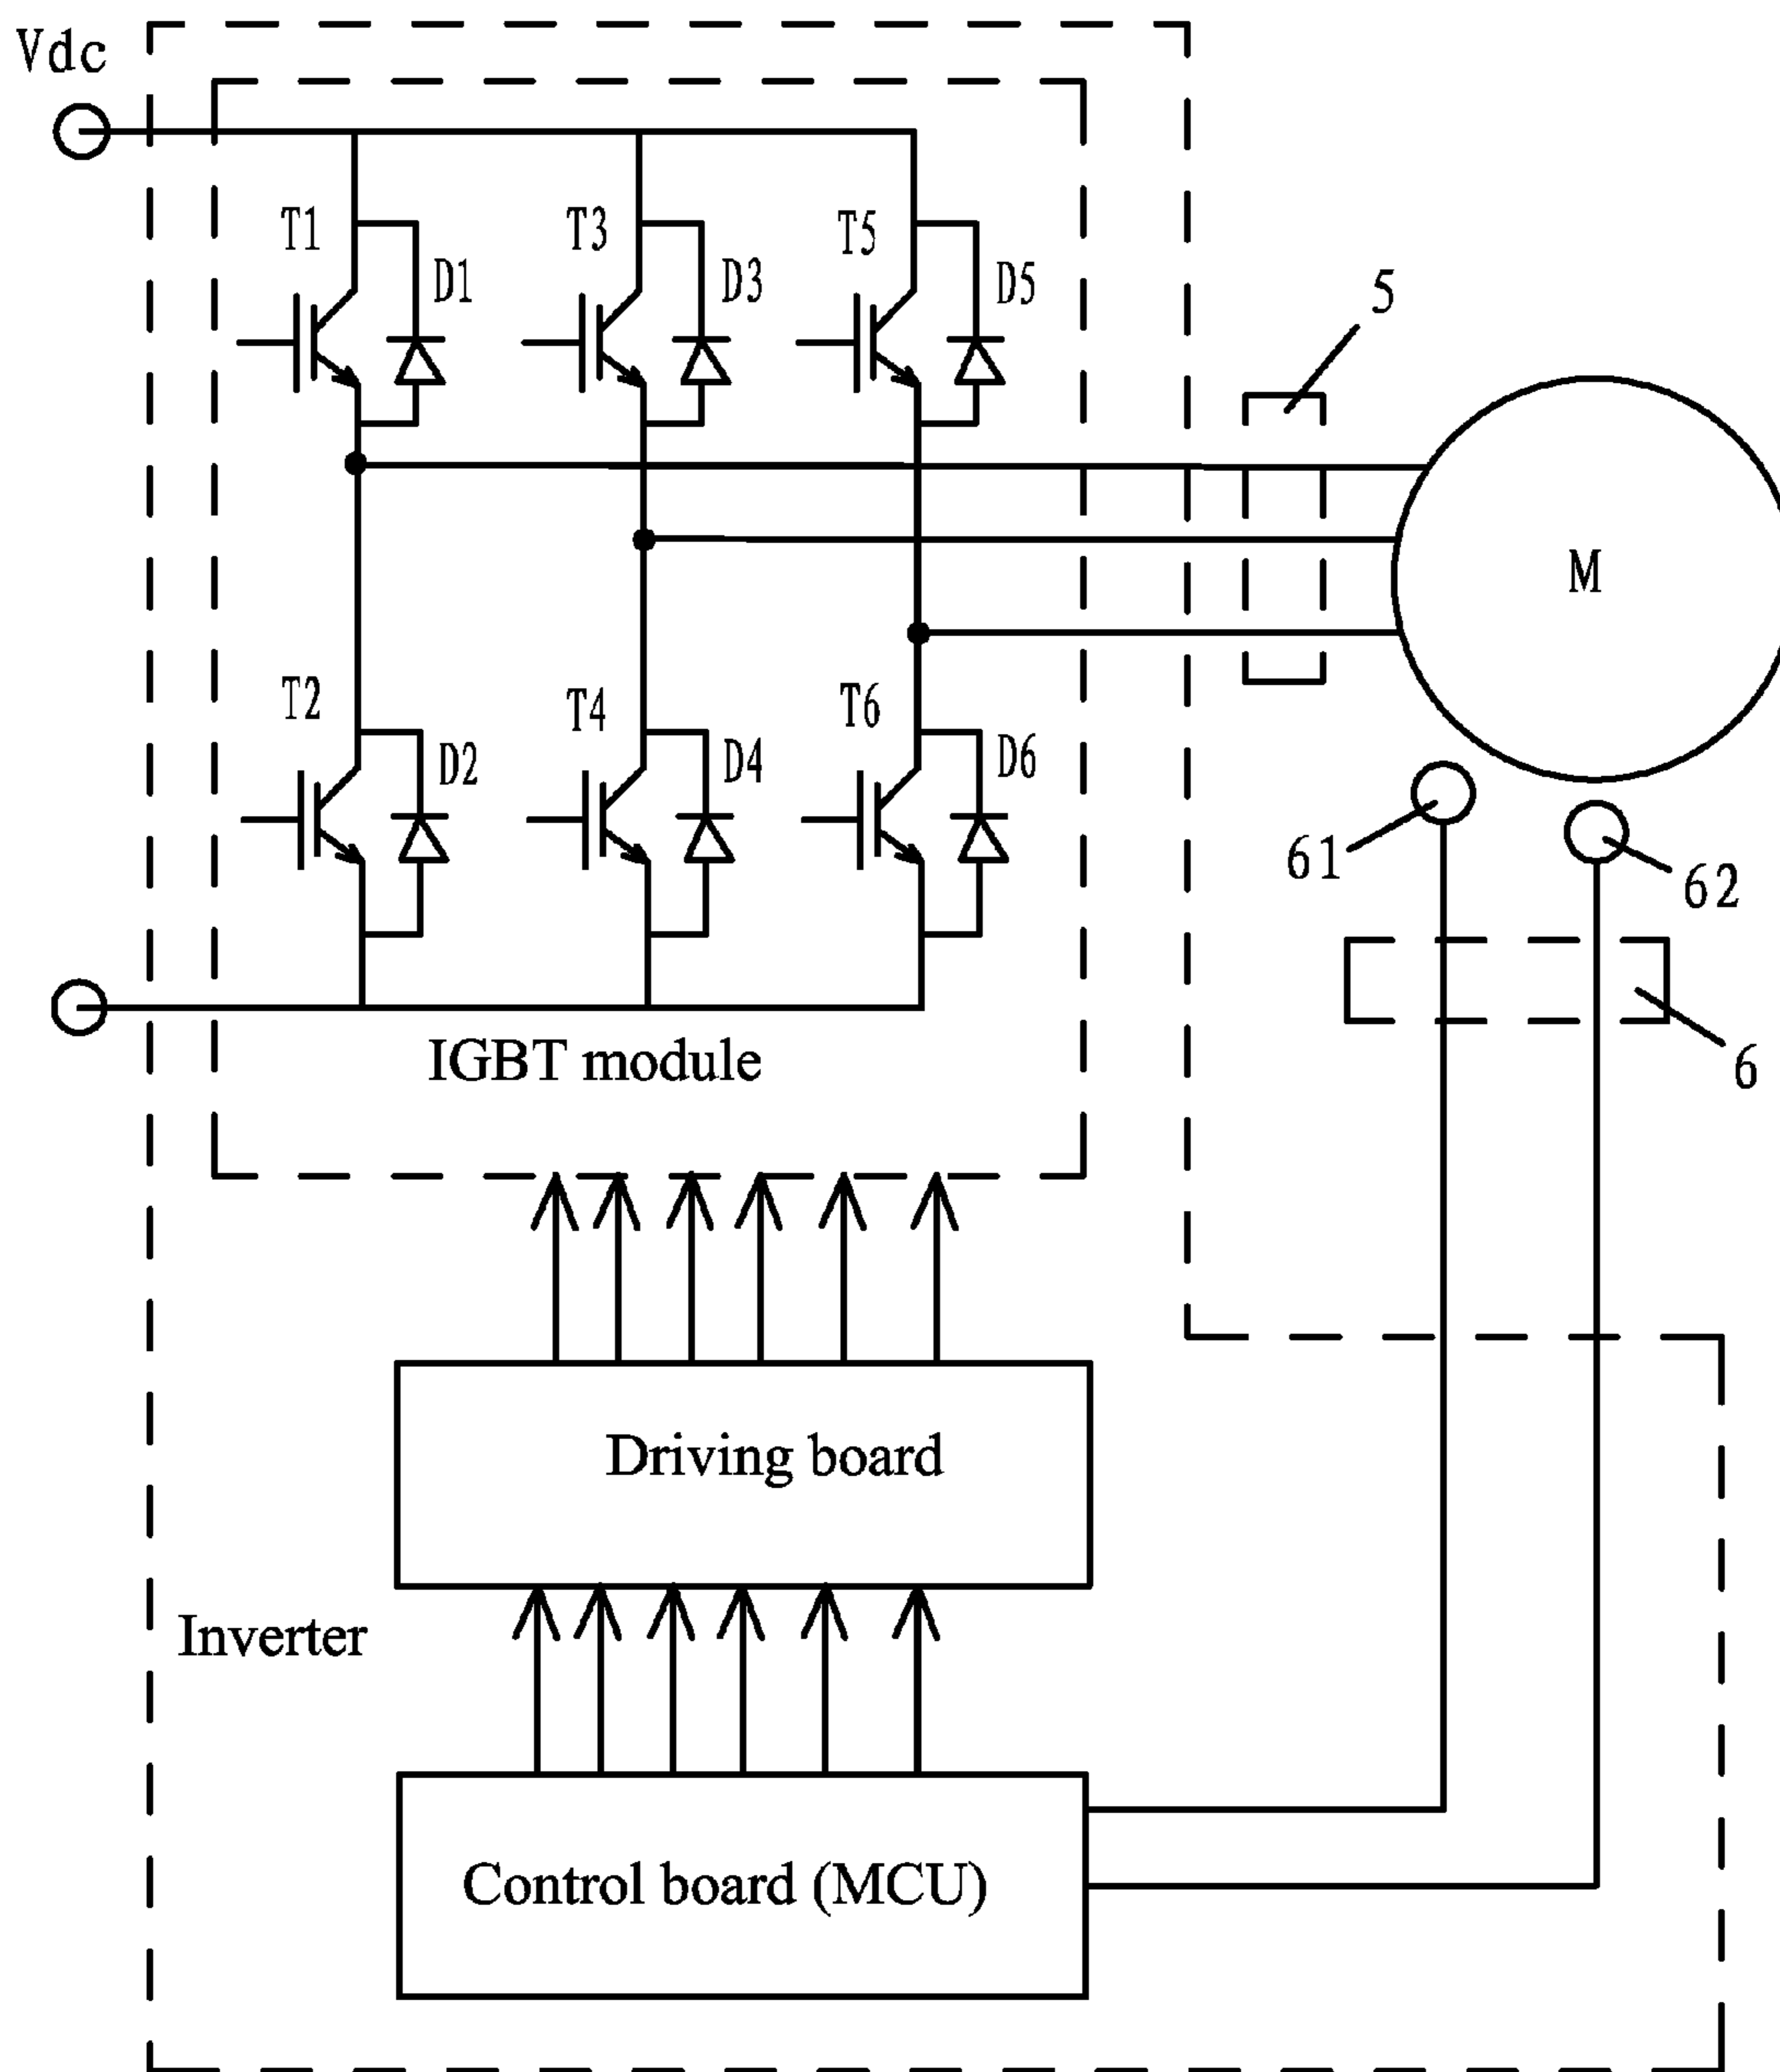 Vdc
T1
D1
T3
D3
T5
D5
5
M
T2
D2
T4
D4
T6
D6
61
62
6
IGBT module
Driving board
Inverter
Control board (MCU)